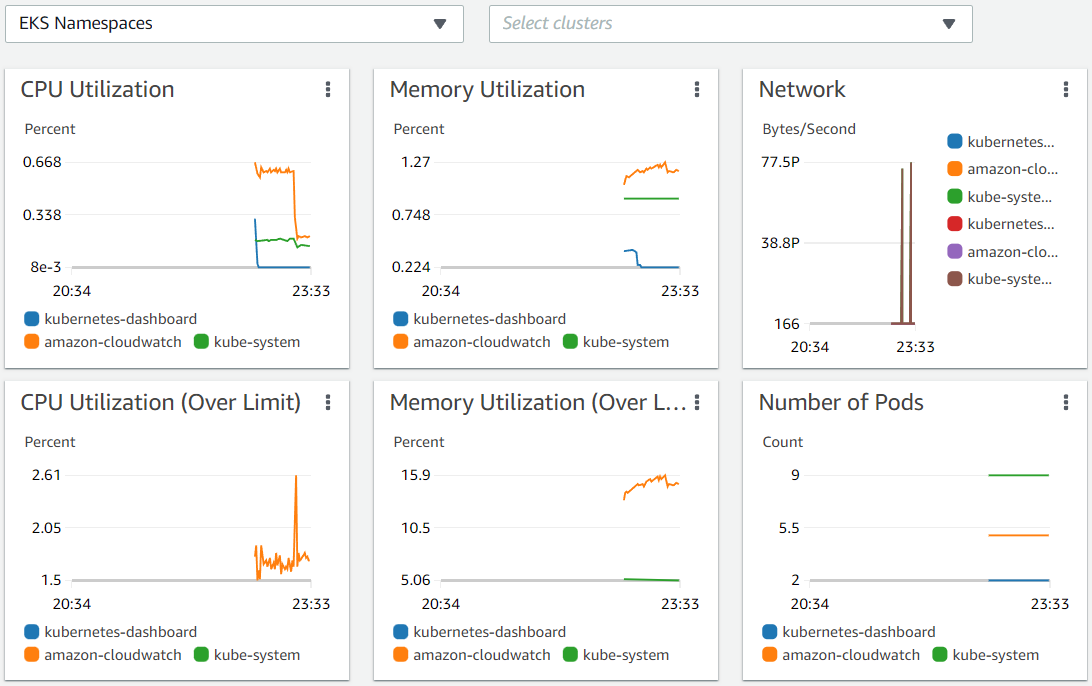 EKS Namespaces
Select clusters
CPU Utilization
Percent
0.668
0.338
8e-3
20:34
23:33
kubernetes-dashboard
amazon-cloudwatch
kube-system
Memory Utilization
Percent
1.27
0.748
0.224
20:34
23:33
kubernetes-dashboard
amazon-cloudwatch
kube-system
Network
Bytes/Second
77.5P
38.8P
166
20:34
23:33
kubernetes...
amazon-clo...
kube-syste...
kubernetes...
amazon-clo...
kube-syste...
CPU Utilization (Over Limit)
Percent
2.61
2.05
1.5
20:34
23:33
kubernetes-dashboard
amazon-cloudwatch
kube-system
Memory Utilization (Over L...
Percent
15.9
10.5
5.06
20:34
23:33
kubernetes-dashboard
amazon-cloudwatch
kube-system
Number of Pods
Count
9
5.5
2
20:34
23:33
kubernetes-dashboard
amazon-cloudwatch
kube-system